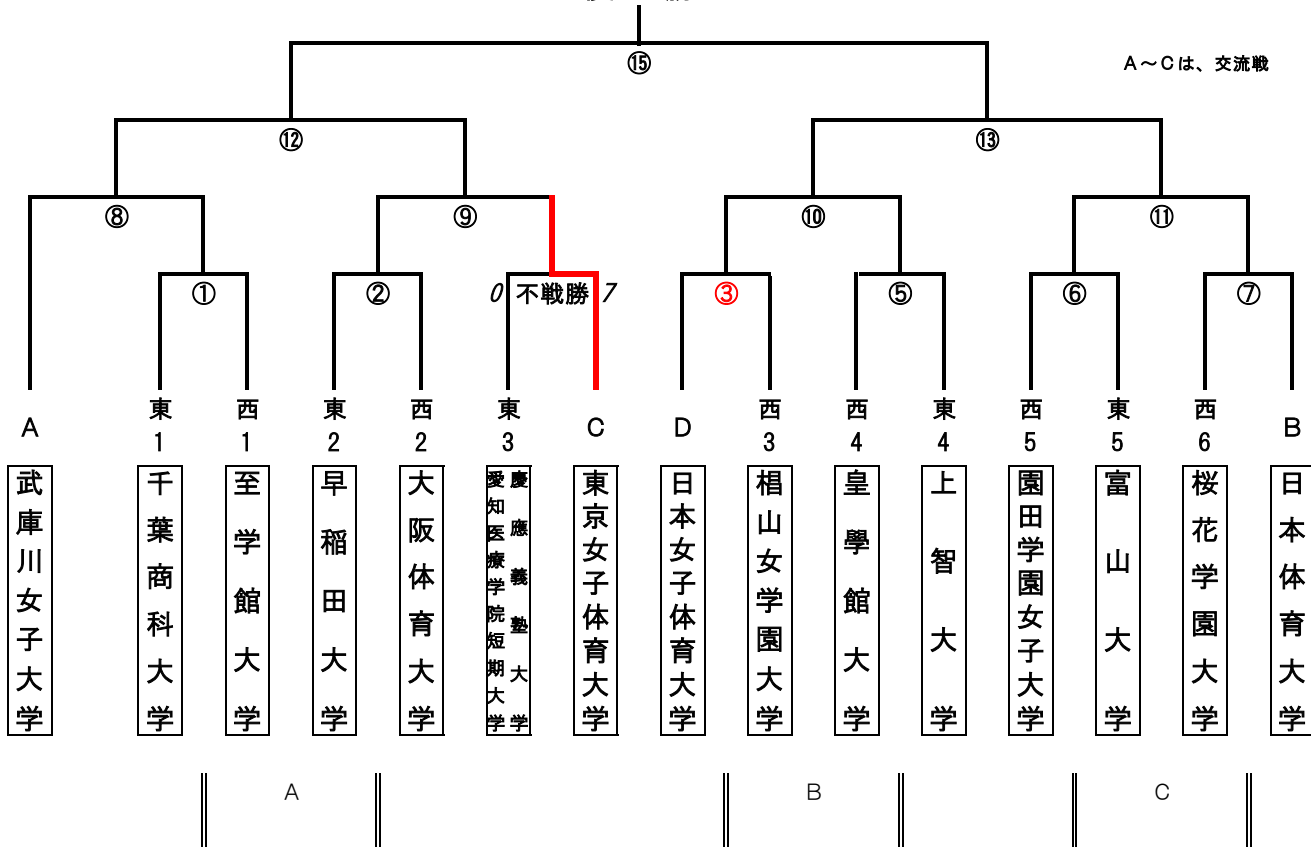 ⑮
A～Cは、交流戦
⑫
⑬
⑧
⑨
⑩
⑪
①
②
0 不戦勝 7
③
⑤
⑥
⑦
A
東1
西1
東2
西2
東3
C
D
西3
西4
東4
西5
東5
西6
B
武庫川女子大学
千葉商科大学
至学館大学
早稲田大学
大阪体育大学
慶應義塾大学
愛知医療学院短期大学
東京女子体育大学
日本女子体育大学
椙山女学園大学
皇學館大学
上智大学
園田学園女子大学
富山大学
桜花学園大学
日本体育大学
A
B
C